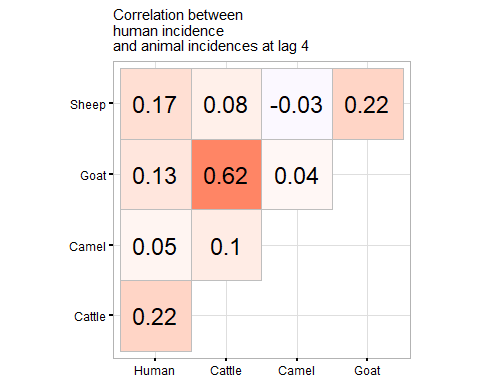 Correlation between
human incidence
and animal incidences at lag 4
Sheep 0.17 0.08 -0.03 0.22
Goat 0.13 0.62 0.04
Camel 0.05 0.1
Cattle 0.22
Human Cattle Camel Goat